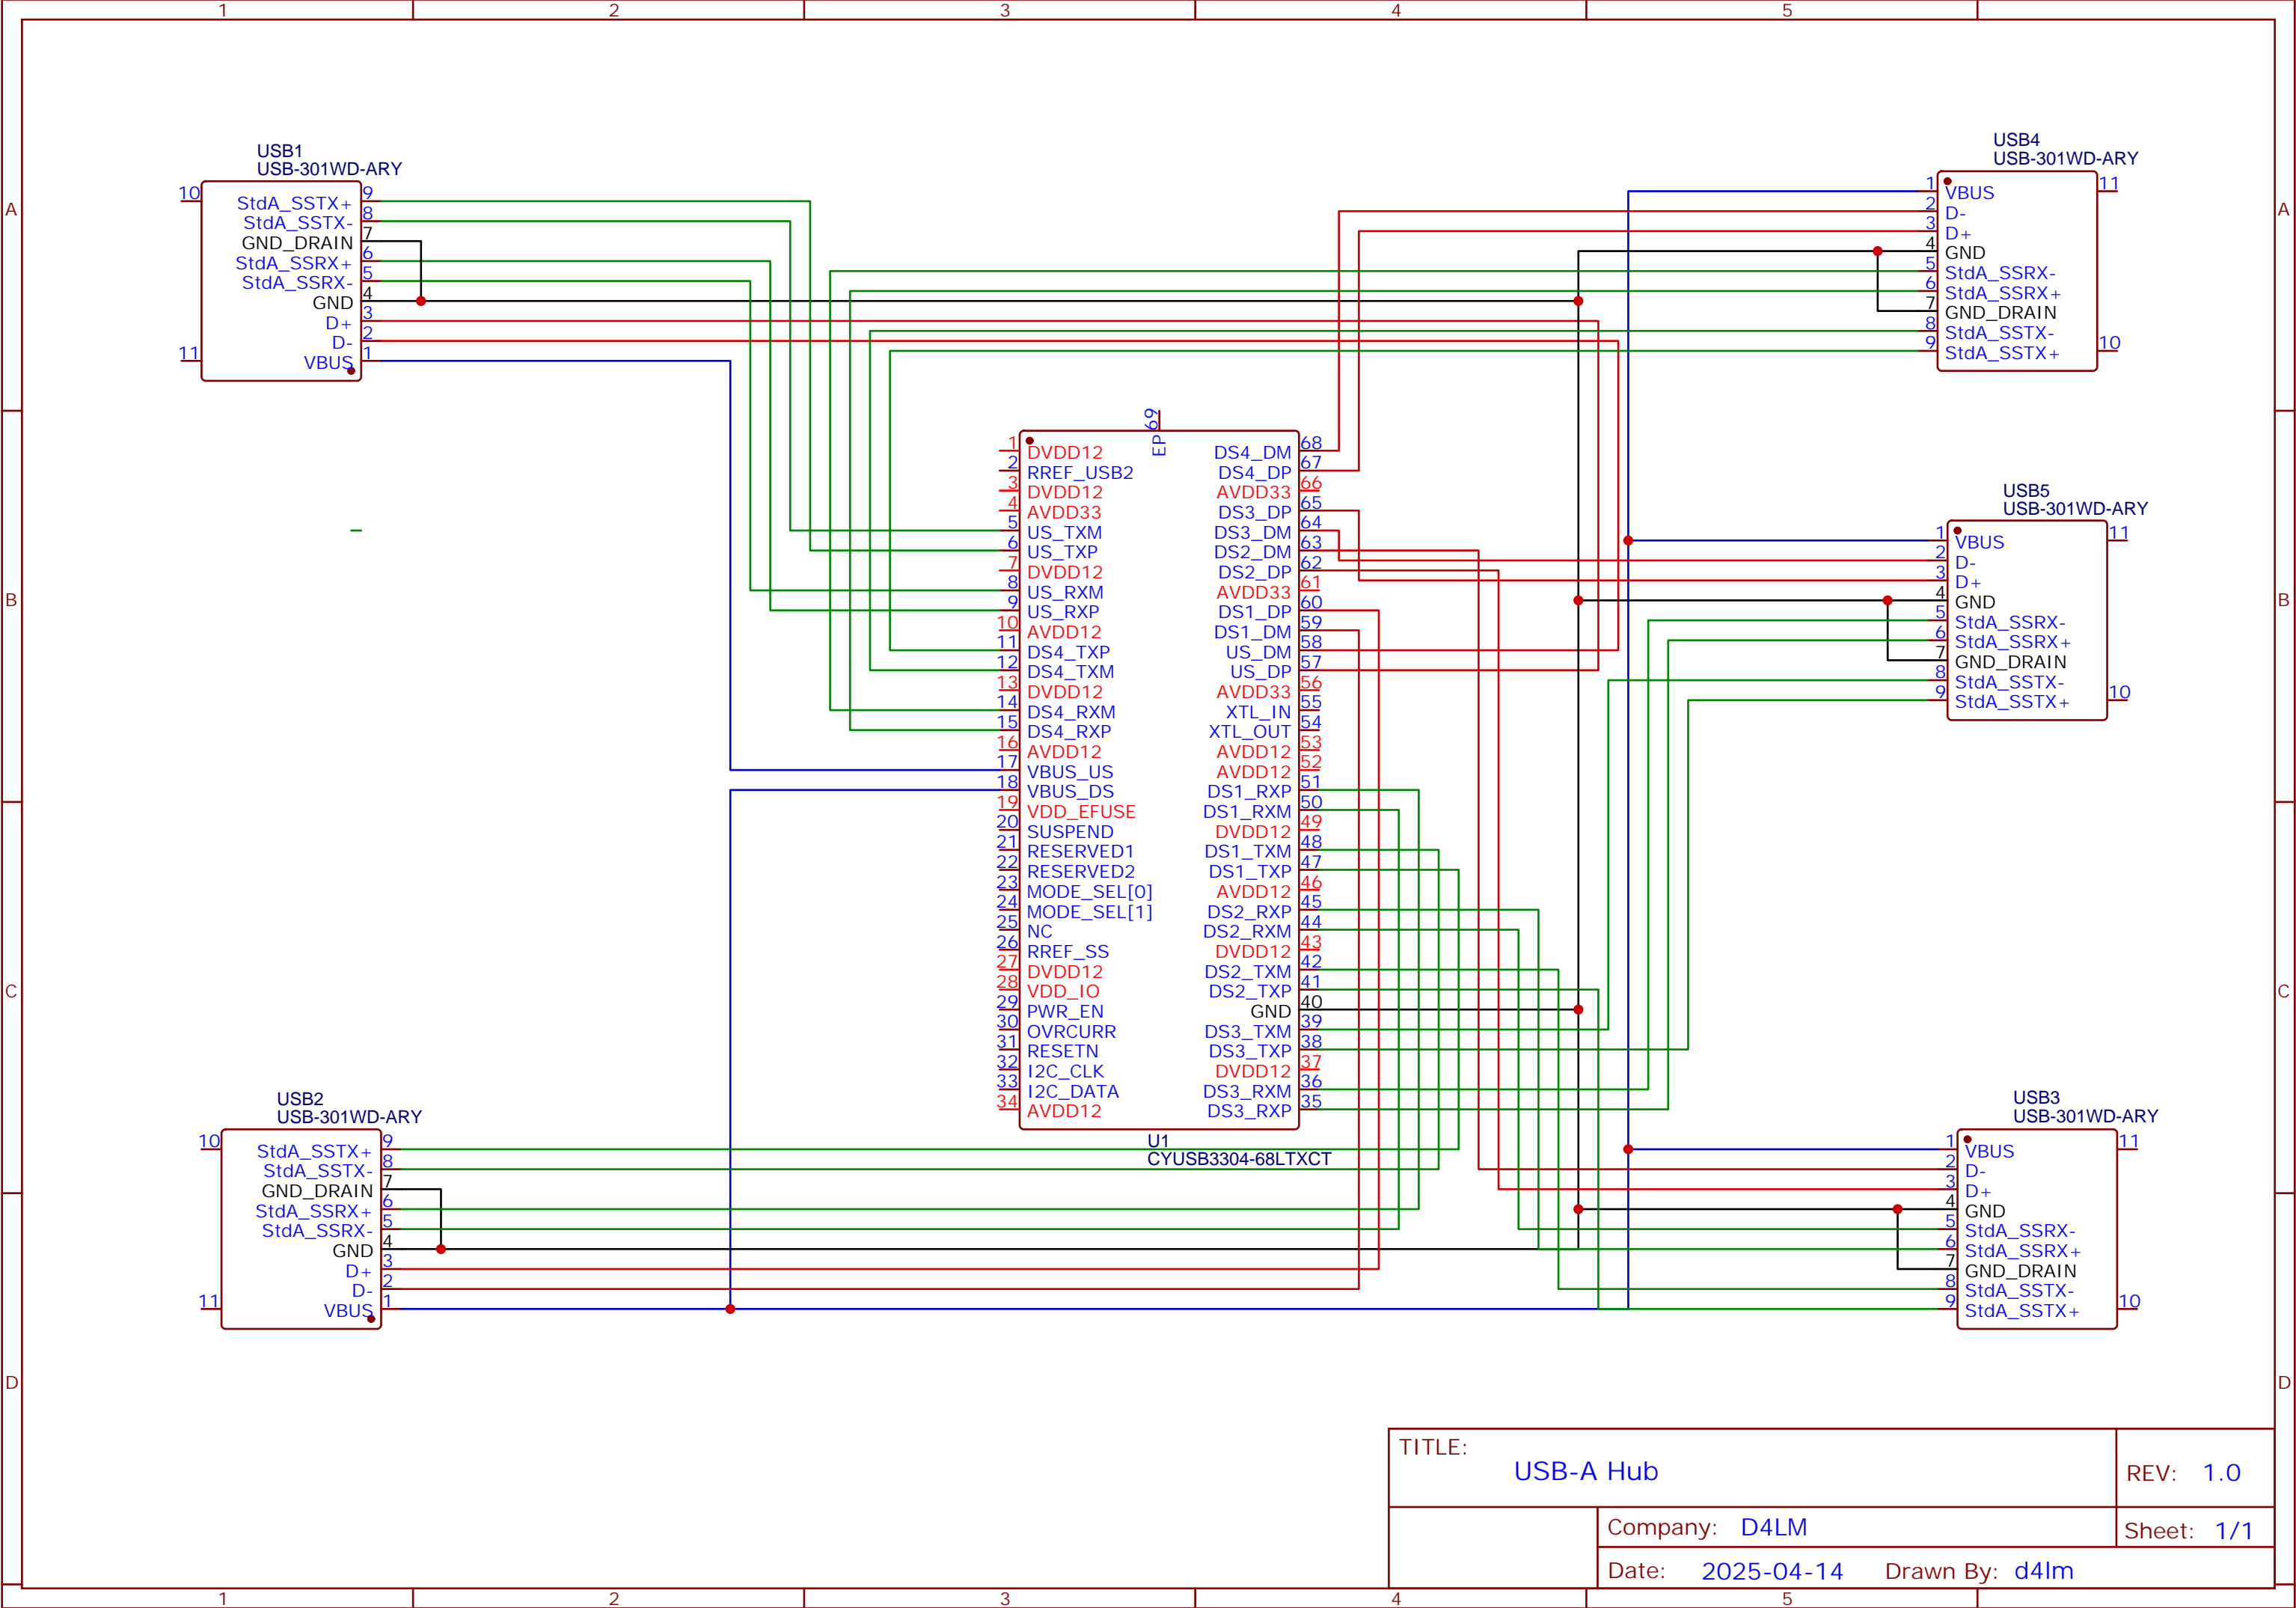 1 2 3 4 5
A A
B B
C C
D D
USB1
USB-301WD-ARY
10
11
StdA_SSTX+ 9
StdA_SSTX- 8
GND_DRAIN 7
StdA_SSRX+ 6
StdA_SSRX- 5
GND 4
D+ 3
D- 2
VBUS 1
USB4
USB-301WD-ARY
1 VBUS 11
2 D-
3 D+
4 GND
5 StdA_SSRX-
6 StdA_SSRX+
7 GND_DRAIN
8 StdA_SSTX-
9 StdA_SSTX+ 10
EP 69
1 DVDD12 DS4_DM 68
2 RREF_USB2 DS4_DP 67
3 DVDD12 AVDD33 66
4 AVDD33 DS3_DP 65
5 US_TXM DS3_DM 64
6 US_TXP DS2_DM 63
7 DVDD12 DS2_DP 62
8 US_RXM AVDD33 61
9 US_RXP DS1_DP 60
10 AVDD12 DS1_DM 59
11 DS4_TXP US_DM 58
12 DS4_TXM US_DP 57
13 DVDD12 AVDD33 56
14 DS4_RXM XTL_IN 55
15 DS4_RXP XTL_OUT 54
16 AVDD12 AVDD12 53
17 VBUS_US AVDD12 52
18 VBUS_DS DS1_RXP 51
19 VDD_EFUSE DS1_RXM 50
20 SUSPEND DVDD12 49
21 RESERVED1 DS1_TXM 48
22 RESERVED2 DS1_TXP 47
23 MODE_SEL[0] AVDD12 46
24 MODE_SEL[1] DS2_RXP 45
25 NC DS2_RXM 44
26 RREF_SS DVDD12 43
27 DVDD12 DS2_TXM 42
28 VDD_IO DS2_TXP 41
29 PWR_EN GND 40
30 OVRCURR DS3_TXM 39
31 RESETN DS3_TXP 38
32 I2C_CLK DVDD12 37
33 I2C_DATA DS3_RXM 36
34 AVDD12 DS3_RXP 35
U1
CYUSB3304-68LTXCT
USB5
USB-301WD-ARY
1 VBUS 11
2 D-
3 D+
4 GND
5 StdA_SSRX-
6 StdA_SSRX+
7 GND_DRAIN
8 StdA_SSTX-
9 StdA_SSTX+ 10
USB2
USB-301WD-ARY
10
11
StdA_SSTX+ 9
StdA_SSTX- 8
GND_DRAIN 7
StdA_SSRX+ 6
StdA_SSRX- 5
GND 4
D+ 3
D- 2
VBUS 1
USB3
USB-301WD-ARY
1 VBUS 11
2 D-
3 D+
4 GND
5 StdA_SSRX-
6 StdA_SSRX+
7 GND_DRAIN
8 StdA_SSTX-
9 StdA_SSTX+ 10
TITLE:
USB-A Hub
REV: 1.0
Company: D4LM
Sheet: 1/1
Date: 2025-04-14 Drawn By: d4lm
1 2 3 4 5